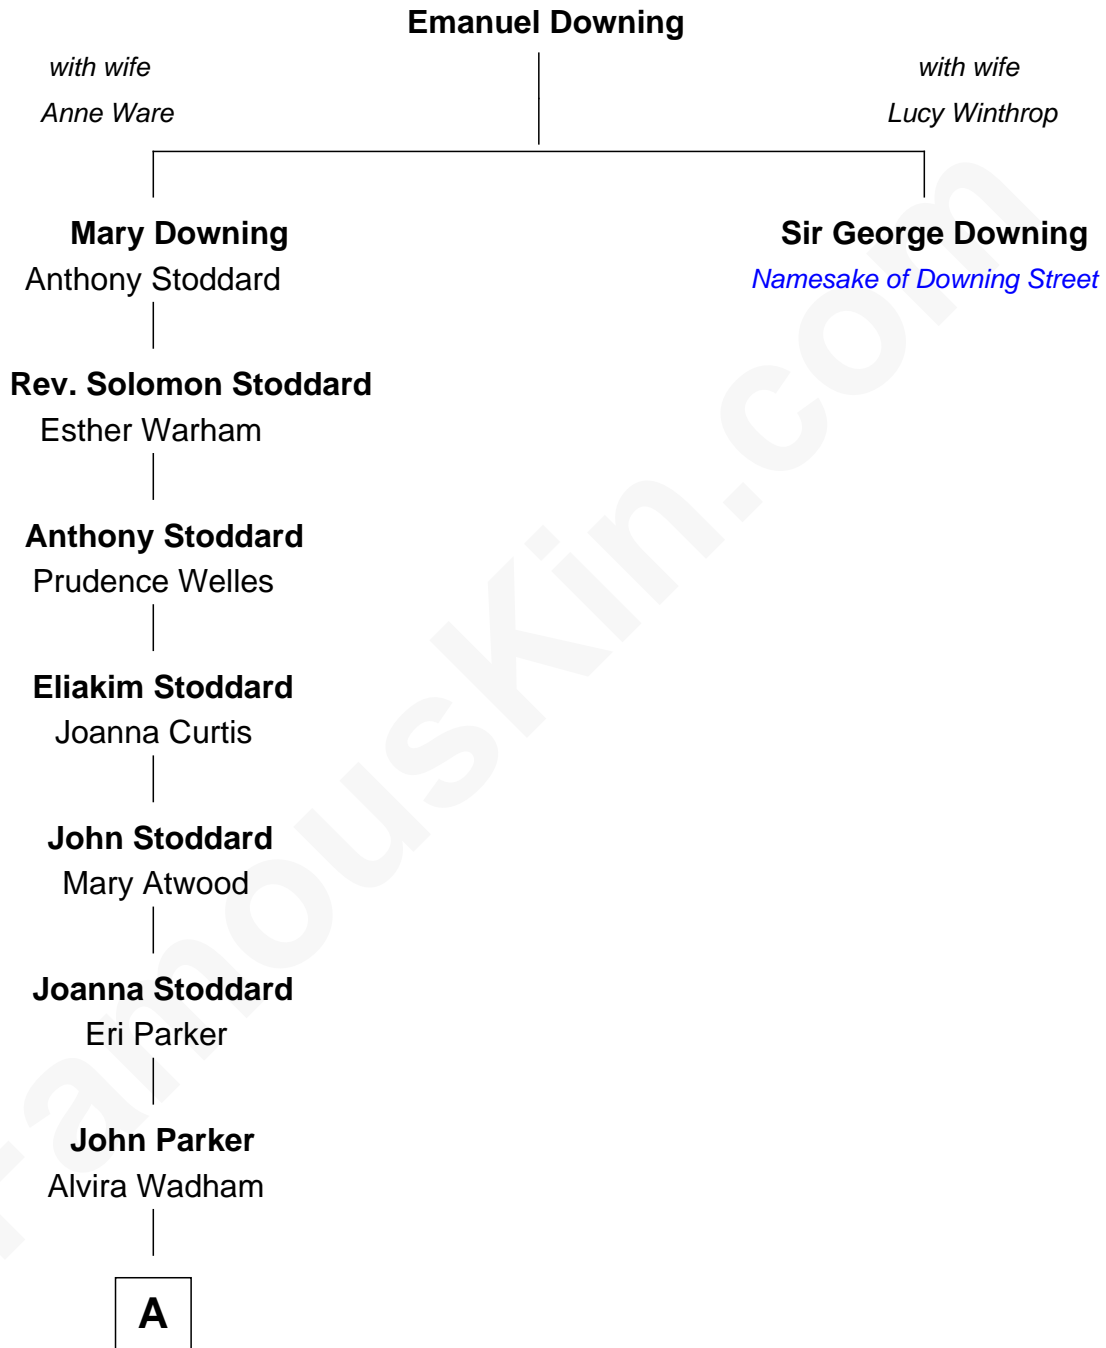 Emanuel Downing
with wife
Anne Ware
with wife
Lucy Winthrop
Mary Downing
Anthony Stoddard
Sir George Downing
Namesake of Downing Street
Rev. Solomon Stoddard
Esther Warham
Anthony Stoddard
Prudence Welles
Eliakim Stoddard
Joanna Curtis
John Stoddard
Mary Atwood
Joanna Stoddard
Eri Parker
John Parker
Alvira Wadham
A
FamousKin.com